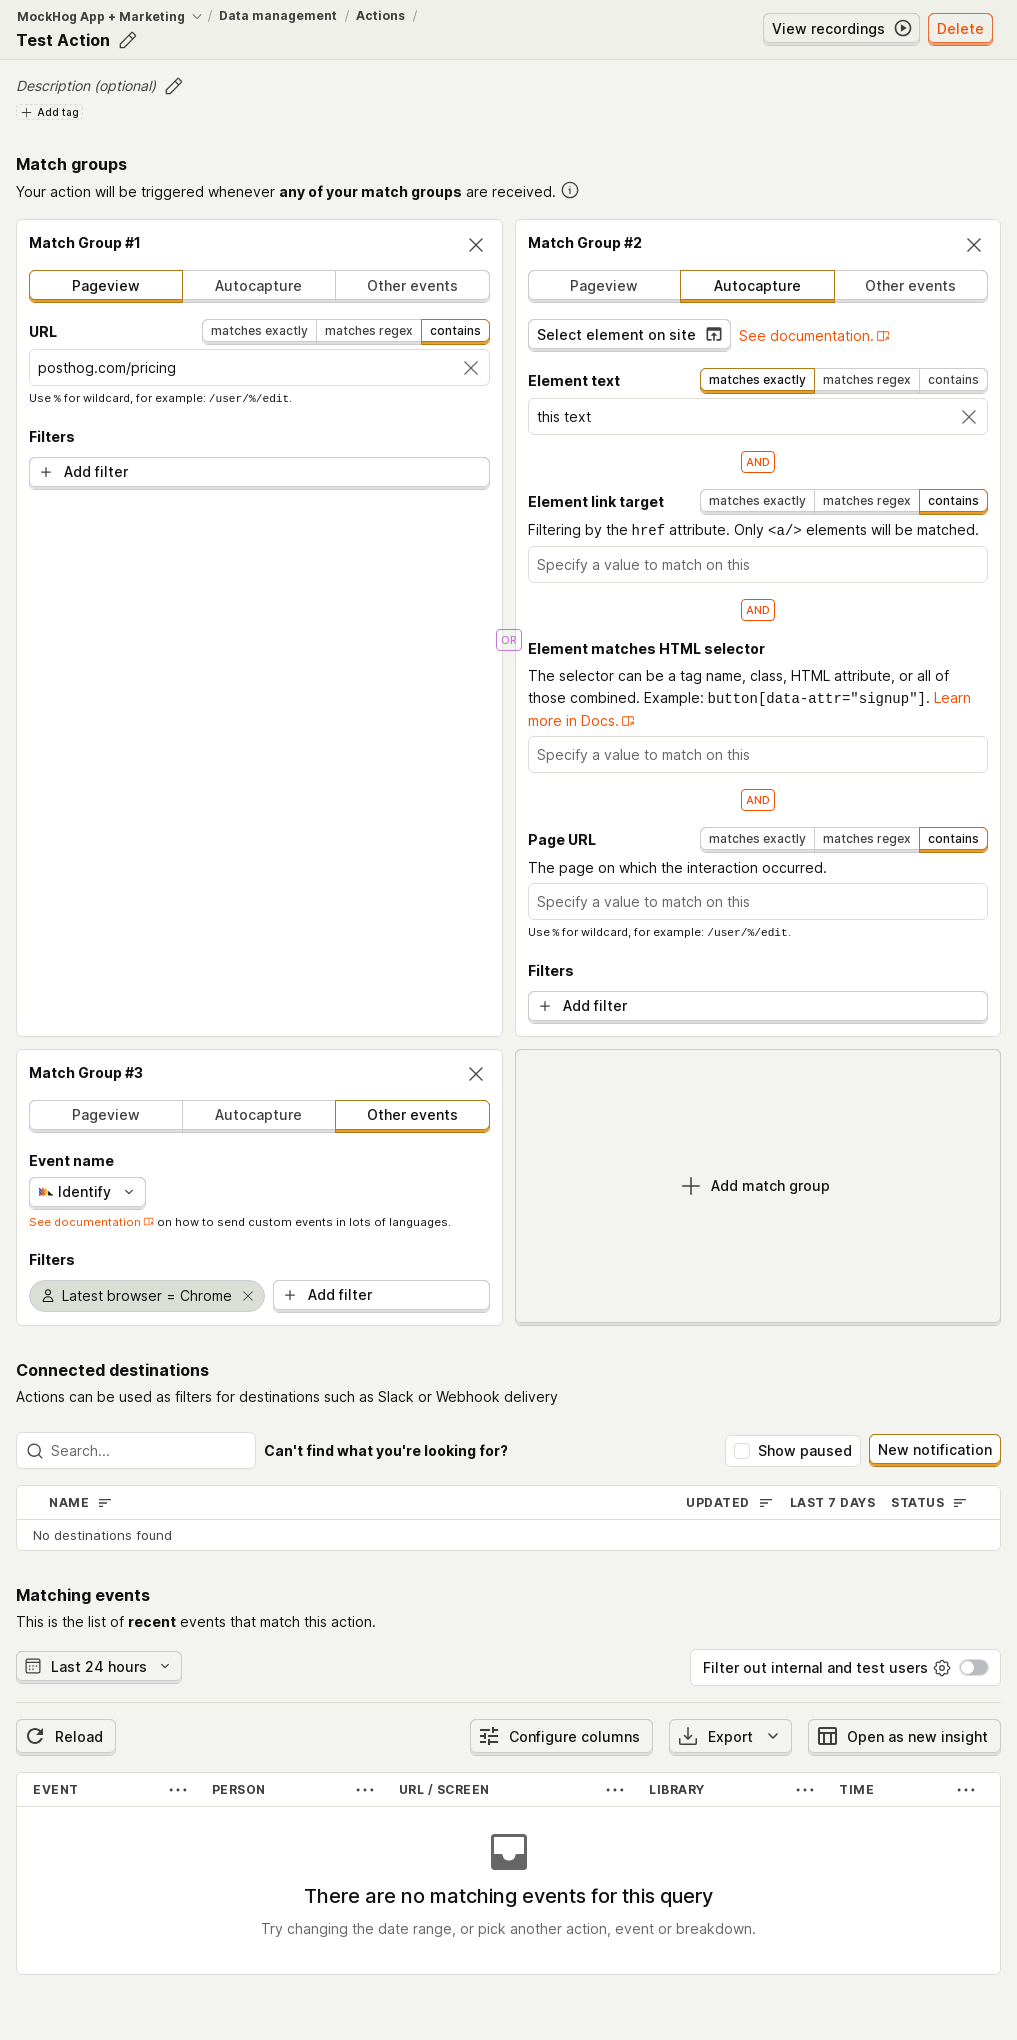 MockHog App + Marketing / Data management / Actions /
Test Action
View recordings
Delete
Description (optional)
Add tag
Match groups
Your action will be triggered whenever any of your match groups are received.
Match Group #1
Pageview Autocapture Other events
URL matches exactly matches regex contains
posthog.com/pricing
Use % for wildcard, for example: /user/%/edit.
Filters
Add filter
OR
Match Group #2
Pageview Autocapture Other events
Select element on site See documentation.
Element text matches exactly matches regex contains
this text
AND
Element link target matches exactly matches regex contains
Filtering by the href attribute. Only <a/> elements will be matched.
Specify a value to match on this
AND
Element matches HTML selector
The selector can be a tag name, class, HTML attribute, or all of
those combined. Example: button[data-attr="signup"]. Learn
more in Docs.
Specify a value to match on this
AND
Page URL matches exactly matches regex contains
The page on which the interaction occurred.
Specify a value to match on this
Use % for wildcard, for example: /user/%/edit.
Filters
Add filter
Match Group #3
Pageview Autocapture Other events
Event name
Identify
See documentation on how to send custom events in lots of languages.
Filters
Latest browser = Chrome Add filter
Add match group
Connected destinations
Actions can be used as filters for destinations such as Slack or Webhook delivery
Search... Can't find what you're looking for? Show paused New notification
NAME UPDATED LAST 7 DAYS STATUS
No destinations found
Matching events
This is the list of recent events that match this action.
Last 24 hours Filter out internal and test users
Reload Configure columns Export Open as new insight
EVENT PERSON URL / SCREEN LIBRARY TIME
There are no matching events for this query
Try changing the date range, or pick another action, event or breakdown.